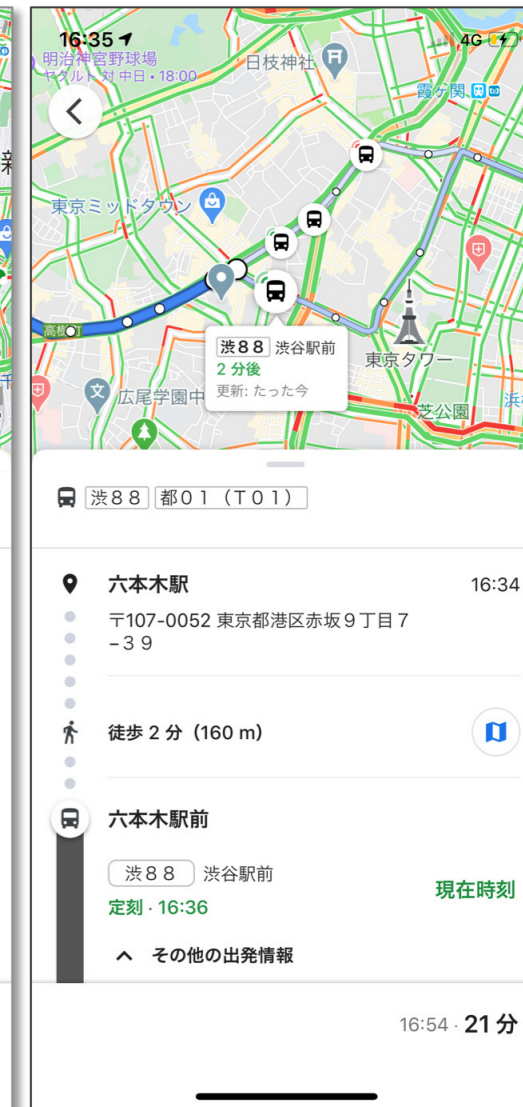 16:35
4G
明治神宮野球場
ヤクルト 対 中日・18:00
日枝神社
霞ヶ関
新
東京ミッドタウン
高樹町
渋88 渋谷駅前
2 分後
更新: たった今
東京タワー
広尾学園中
芝公園
浜
千
渋88 都01（T01）
六本木駅 16:34
〒107-0052 東京都港区赤坂9丁目7
−39
徒歩 2 分（160 m）
六本木駅前
渋88 渋谷駅前
定刻 · 16:36
現在時刻
その他の出発情報
16:54 · 21 分